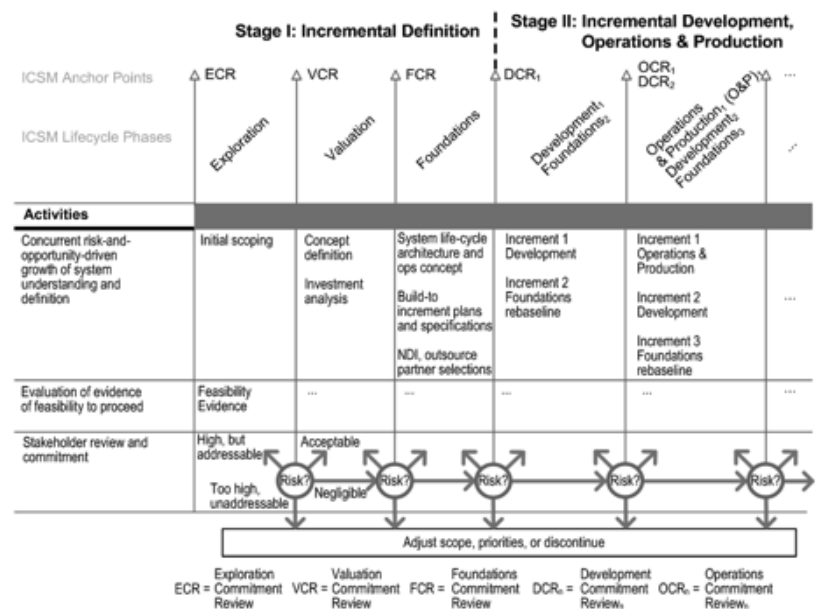 Stage I: Incremental Definition
Stage II: Incremental Development,
Operations & Production
ICSM Anchor Points
ECR
VCR
FCR
DCR₁
OCR₁
DCR₂
...
ICSM Lifecycle Phases
Exploration
Valuation
Foundations
Development₁
Foundations₂
Operations
& Production₁ (O&P)
Development₂
Foundations₃
...
Activities
Concurrent risk-and-
opportunity-driven
growth of system
understanding and
definition
Initial scoping
Concept
definition
Investment
analysis
System life-cycle
architecture and
ops concept
Build-to
increment plans
and specifications
NDI, outsource
partner selections
Increment 1
Development
Increment 2
Foundations
rebaseline
Increment 1
Operations &
Production
Increment 2
Development
Increment 3
Foundations
rebaseline
...
Evaluation of evidence
of feasibility to proceed
Feasibility
Evidence
...
...
...
...
...
Stakeholder review and
commitment
High, but
addressable
Acceptable
Too high,
unaddressable
Negligible
Risk?
Risk?
Risk?
Risk?
Risk?
Adjust scope, priorities, or discontinue
ECR = Exploration
Commitment
Review
VCR = Valuation
Commitment
Review
FCR = Foundations
Commitment
Review
DCRₙ = Development
Commitment
Reviewₙ
OCRₙ = Operations
Commitment
Reviewₙ